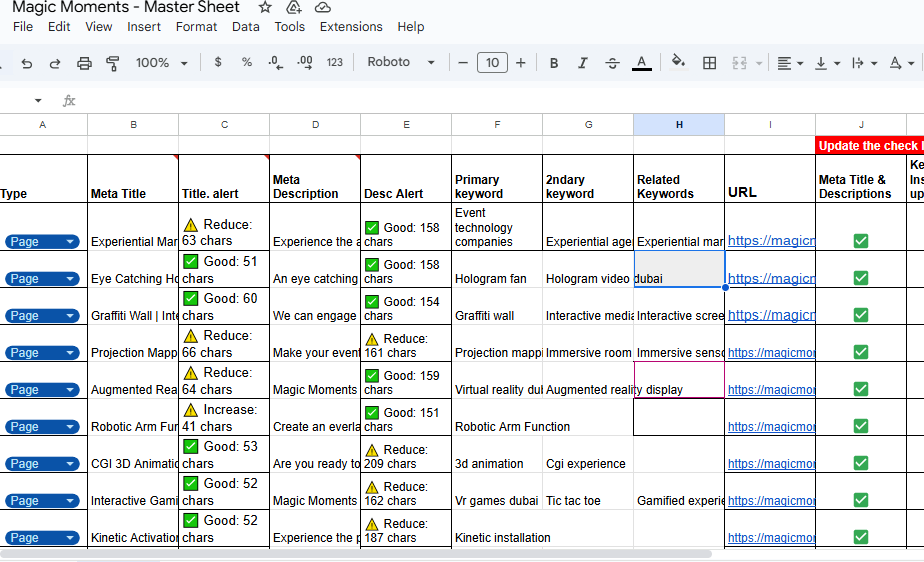 Magic Moments - Master Sheet
File Edit View Insert Format Data Tools Extensions Help
100% $ % .0 .00 123 Roboto 10 B I A A
fx
A B C D E F G H I J
Update the check l
Type Meta Title Title. alert Meta Description Desc Alert Primary keyword 2ndary keyword Related Keywords URL Meta Title & Descriptions Ke Ins up
Page Experiential Mar Reduce: 63 chars Experience the a Good: 158 chars Event technology companies Experiential age Experiential mar https://magicn
Page Eye Catching Ho Good: 51 chars An eye catching Good: 158 chars Hologram fan Hologram video dubai https://magicn
Page Graffiti Wall | Inte Good: 60 chars We can engage Good: 154 chars Graffiti wall Interactive media Interactive scree https://magicn
Page Projection Mapp Reduce: 66 chars Make your event Reduce: 161 chars Projection mappi Immersive room Immersive senso https://magicmor
Page Augmented Rea Reduce: 64 chars Magic Moments Good: 159 chars Virtual reality dub Augmented reality display https://magicmor
Page Robotic Arm Fun Increase: 41 chars Create an everla Good: 151 chars Robotic Arm Function https://magicmor
Page CGI 3D Animatio Good: 53 chars Are you ready to Reduce: 209 chars 3d animation Cgi experience https://magicmor
Page Interactive Gami Good: 52 chars Magic Moments Reduce: 162 chars Vr games dubai Tic tac toe Gamified experie https://magicmor
Page Kinetic Activation Good: 52 chars Experience the p Reduce: 187 chars Kinetic installation https://magicmor